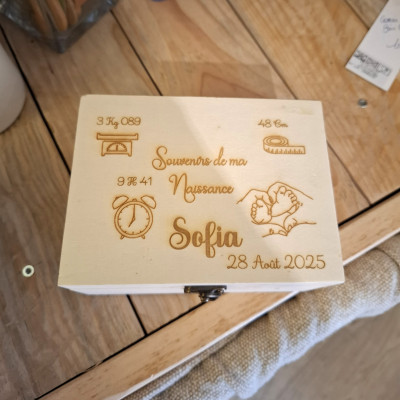 3 Kg 089
48 Cm
Souvenirs de ma
Naissance
9 H 41
Sofia
28 Août 2025